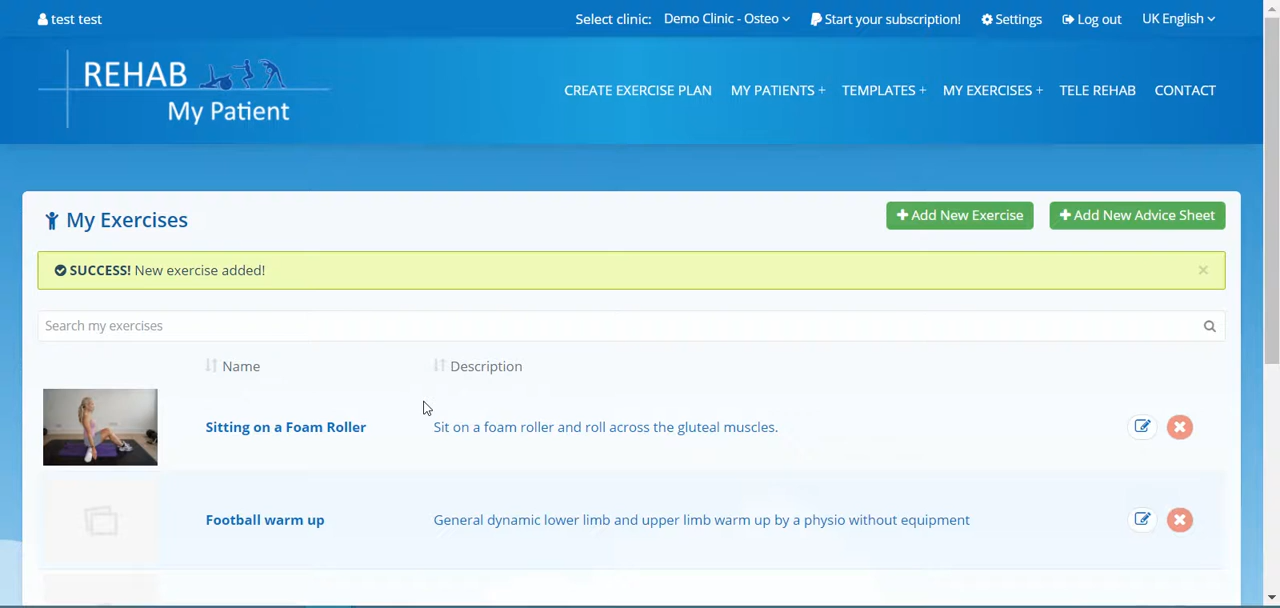 test test
Select clinic: Demo Clinic - Osteo Start your subscription! Settings Log out UK English
REHAB
My Patient
CREATE EXERCISE PLAN MY PATIENTS + TEMPLATES + MY EXERCISES + TELE REHAB CONTACT
My Exercises
+ Add New Exercise + Add New Advice Sheet
SUCCESS! New exercise added! ×
Search my exercises
Name Description
Sitting on a Foam Roller Sit on a foam roller and roll across the gluteal muscles.
Football warm up General dynamic lower limb and upper limb warm up by a physio without equipment